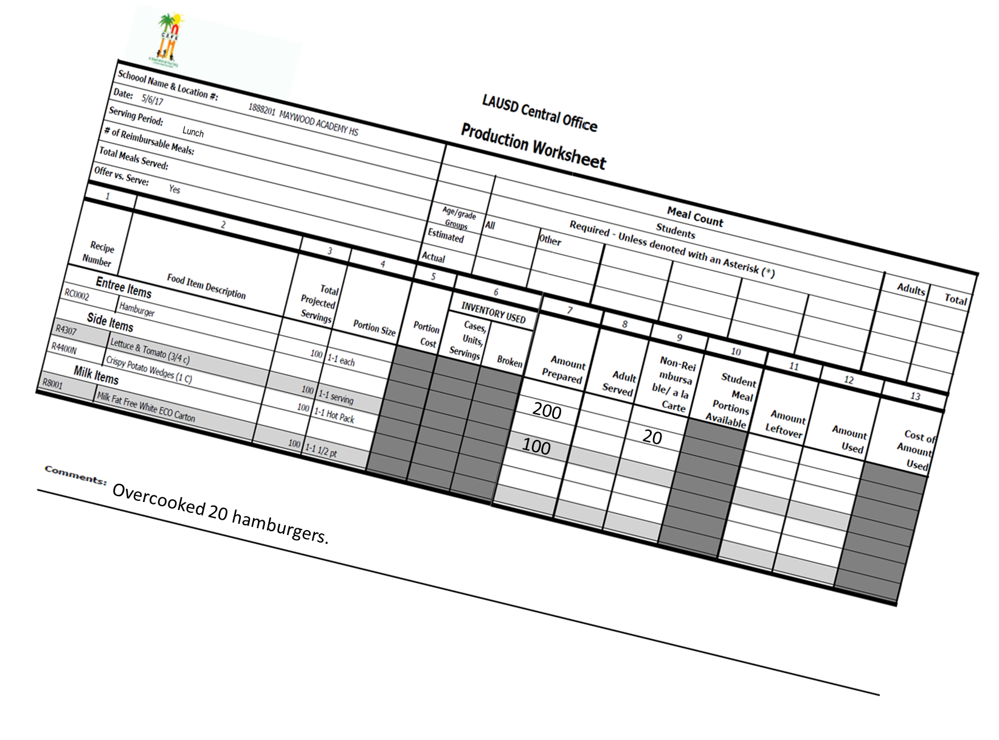 CAFE
LA
LAUSD Central Office
Production Worksheet
Schoool Name & Location #: 1888201 MAYWOOD ACADEMY HS
Date: 5/6/17
Serving Period: Lunch
# of Reimbursable Meals:
Total Meals Served:
Offer vs. Serve: Yes
Meal Count
Students
Required - Unless denoted with an Asterisk (*)
Age/grade
Groups
All
Other
Adults
Total
Estimated
Actual
1 2 3 4 5 6 7 8 9 10 11 12 13
Recipe
Number
Food Item Description
Total
Projected
Servings
Portion Size
Portion
Cost
INVENTORY USED
Cases,
Units,
Servings
Broken
Amount
Prepared
Adult
Served
Non-Rei
mbursa
ble/ a la
Carte
Student
Meal
Portions
Available
Amount
Leftover
Amount
Used
Cost of
Amount
Used
Entree Items
RC0002 Hamburger 100 1-1 each 200 20
Side Items
R4307 Lettuce & Tomato (3/4 c) 100 1-1 serving 100
R4400N Crispy Potato Wedges (1 C) 100 1-1 Hot Pack
Milk Items
R8001 Milk Fat Free White ECO Carton 100 1-1 1/2 pt
Comments: Overcooked 20 hamburgers.